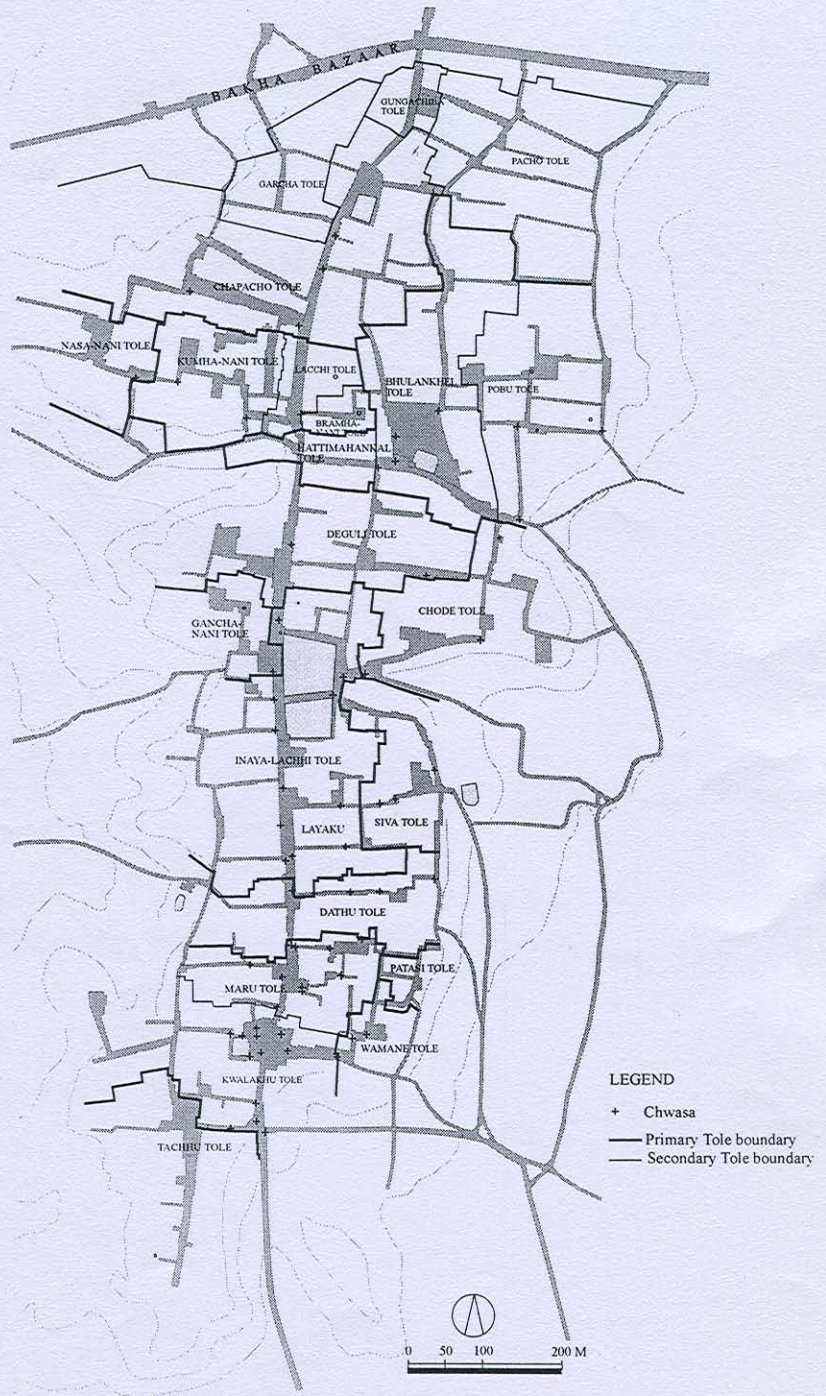 BAKHA BAZAAR
GUNGACHHA
TOLE
PACHO TOLE
GARCHA TOLE
CHAPACHO TOLE
NASA-NANI TOLE
KUMHA-NANI TOLE
LACCHI TOLE
BHULANKHEL
TOLE
POBU TOLE
BRAMHA-
NANI TOLE
HATTIMAHANKAL
TOLE
DEGULI TOLE
GANCHA-
NANI TOLE
CHODE TOLE
INAYA-LACHHI TOLE
LAYAKU
SIVA TOLE
DATHU TOLE
PATASI TOLE
MARU TOLE
WAMANE TOLE
KWALAKHU TOLE
TACHHU TOLE
LEGEND
+ Chwasa
Primary Tole boundary
Secondary Tole boundary
0 50 100 200 M